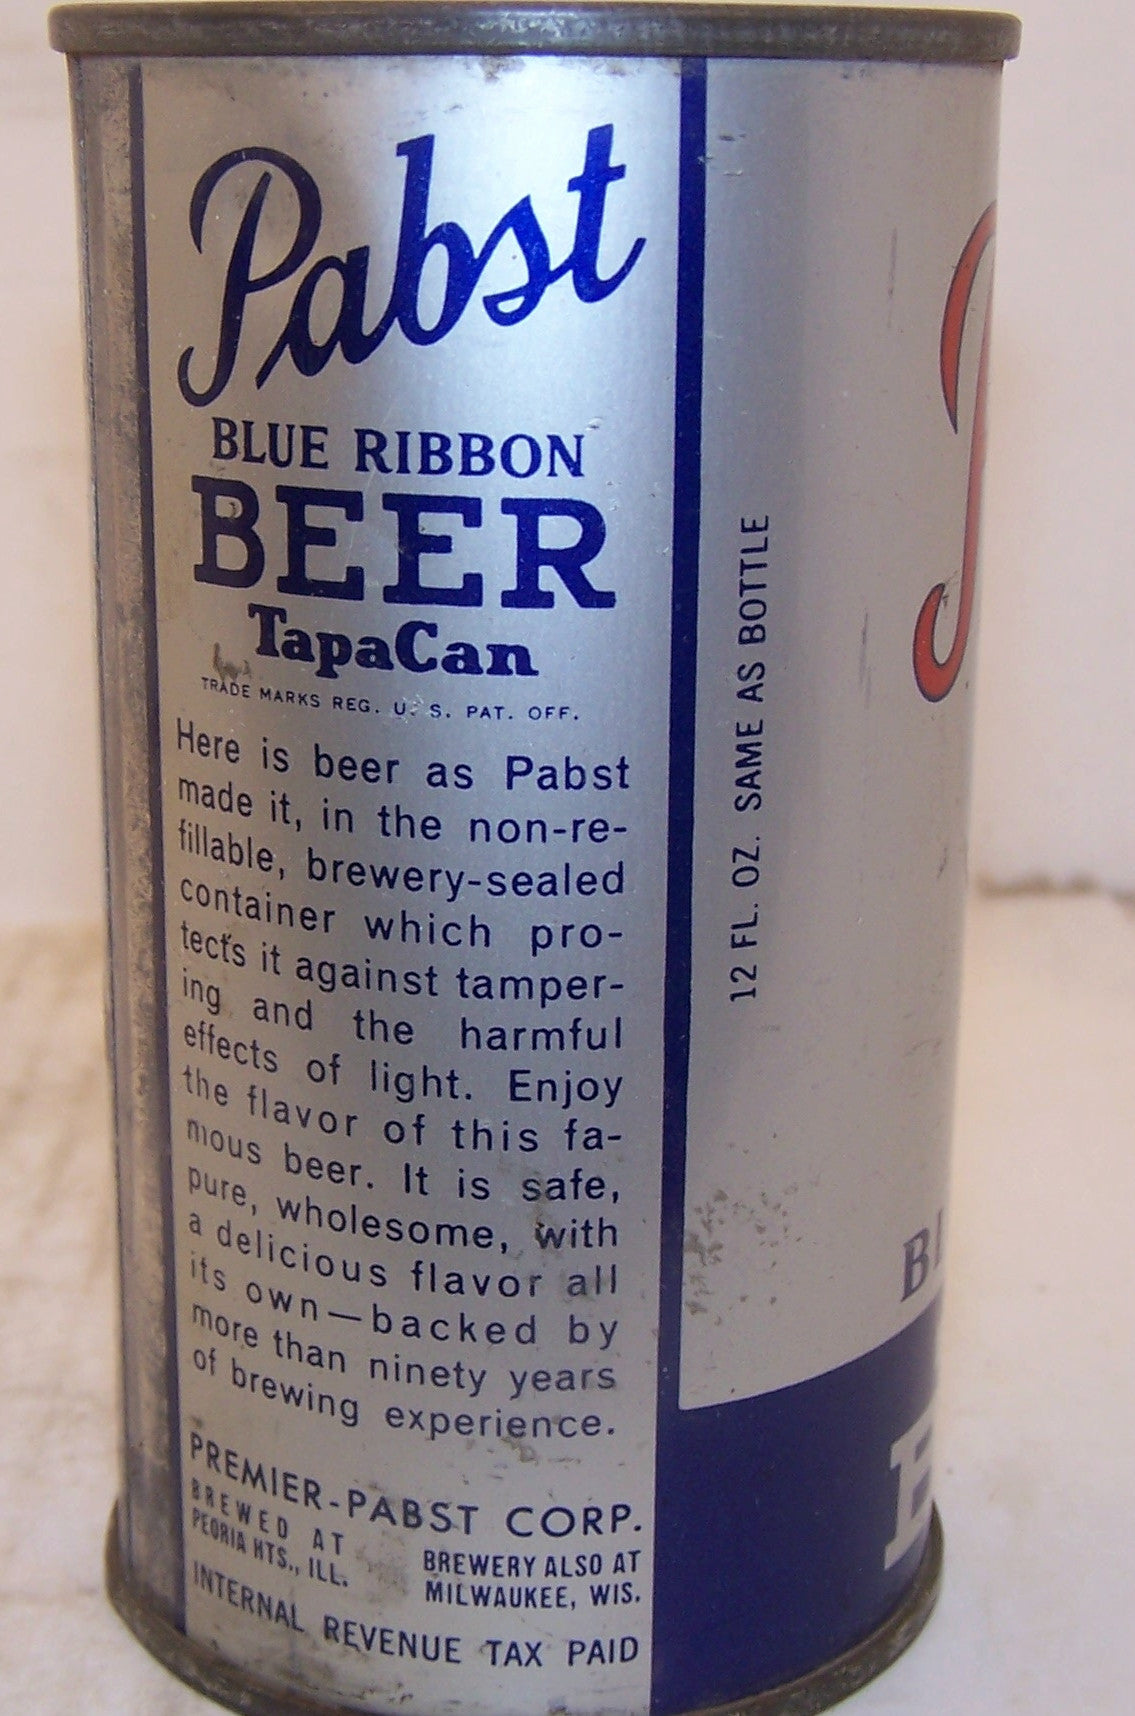 Pabst
BLUE RIBBON
BEER
TapaCan
TRADE MARKS REG. U. S. PAT. OFF.
Here is beer as Pabst
made it, in the non-re-
fillable, brewery-sealed
container which pro-
tects it against tamper-
ing and the harmful
effects of light. Enjoy
the flavor of this fa-
mous beer. It is safe,
pure, wholesome, with
a delicious flavor all
its own—backed by
more than ninety years
of brewing experience.
PREMIER-PABST CORP.
BREWED AT
PEORIA HTS., ILL.
BREWERY ALSO AT
MILWAUKEE, WIS.
INTERNAL REVENUE TAX PAID
12 FL. OZ. SAME AS BOTTLE